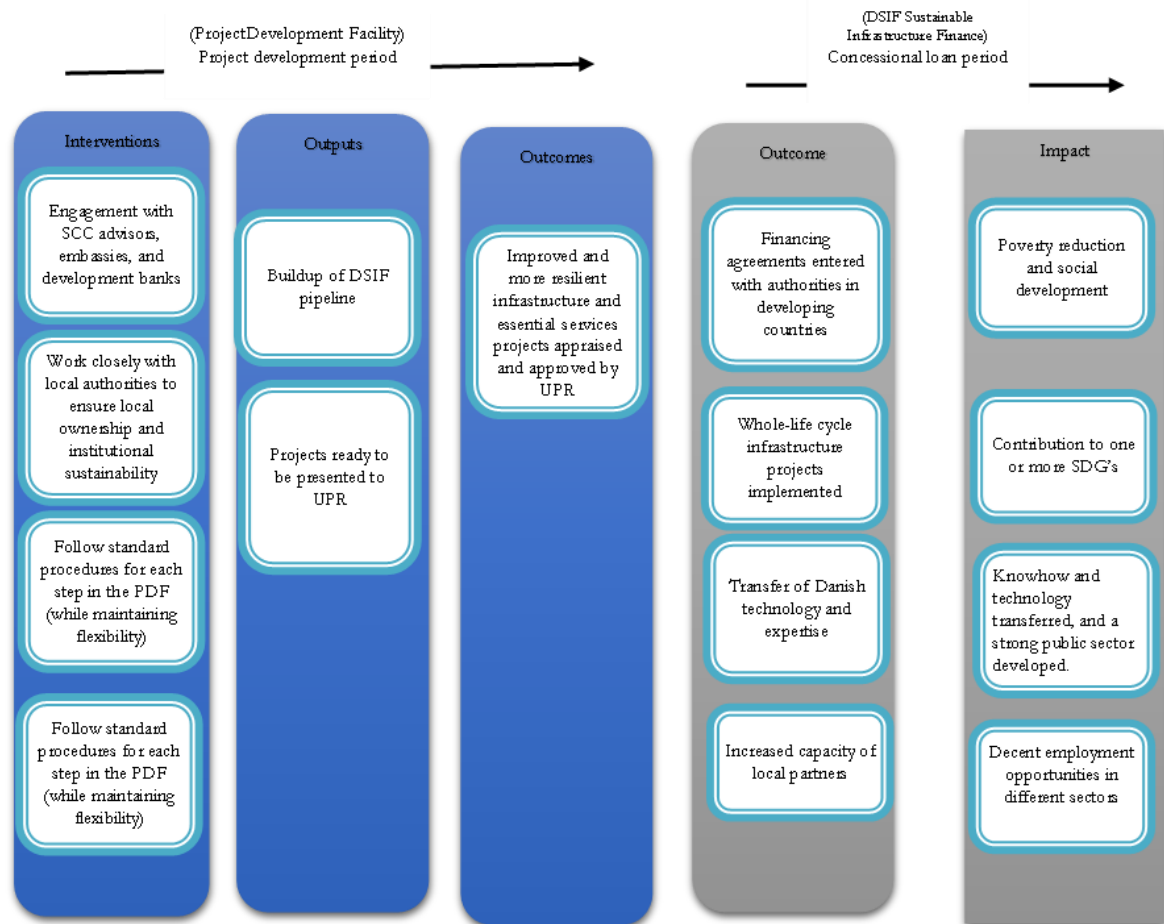 (ProjectDevelopment Facility)
Project development period
(DSIF Sustainable
Infrastructure Finance)
Concessional loan period
Interventions
Engagement with
SCC advisors,
embassies, and
development banks
Work closely with
local authorities to
ensure local
ownership and
institutional
sustainability
Follow standard
procedures for each
step in the PDF
(while maintaining
flexibility)
Follow standard
procedures for each
step in the PDF
(while maintaining
flexibility)
Outputs
Buildup of DSIF
pipeline
Projects ready to
be presented to
UPR
Outcomes
Improved and
more resilient
infrastructure and
essential services
projects appraised
and approved by
UPR
Outcome
Financing
agreements entered
with authorities in
developing
countries
Whole-life cycle
infrastructure
projects
implemented
Transfer of Danish
technology and
expertise
Increased capacity of
local partners
Impact
Poverty reduction
and social
development
Contribution to one
or more SDG's
Knowhow and
technology
transferred, and a
strong public sector
developed.
Decent employment
opportunities in
different sectors